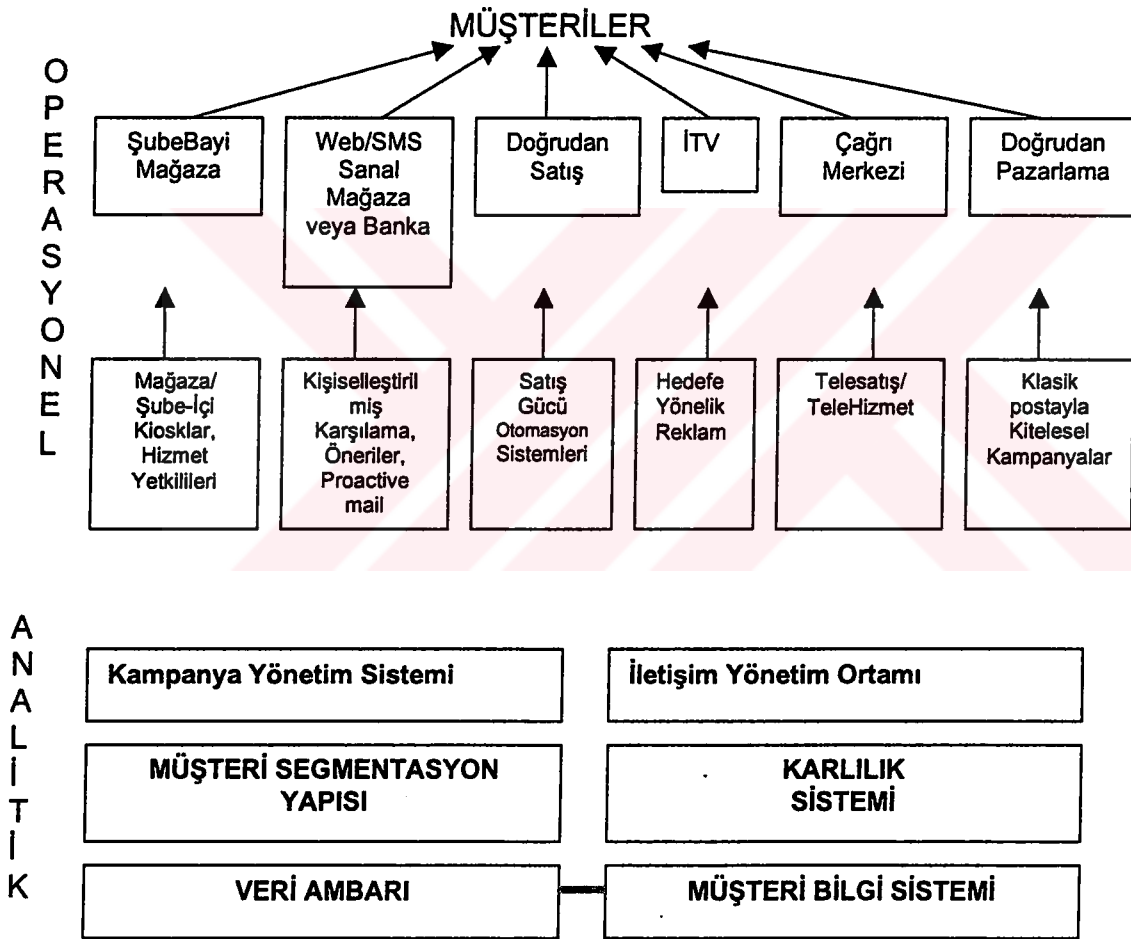 MÜŞTERİLER
OPERASYONEL
ŞubeBayi
Mağaza
Web/SMS
Sanal
Mağaza
veya Banka
Doğrudan
Satış
İTV
Çağrı
Merkezi
Doğrudan
Pazarlama
Mağaza/
Şube-İçi
Kiosklar,
Hizmet
Yetkilileri
Kişiselleştiril
miş
Karşılama,
Öneriler,
Proactive
mail
Satış
Gücü
Otomasyon
Sistemleri
Hedefe
Yönelik
Reklam
Telesatış/
TeleHizmet
Klasik
postayla
Kitelesel
Kampanyalar
ANALİTİK
Kampanya Yönetim Sistemi
İletişim Yönetim Ortamı
MÜŞTERİ SEGMENTASYON
YAPISI
KARLILIK
SİSTEMİ
VERİ AMBARI
MÜŞTERİ BİLGİ SİSTEMİ